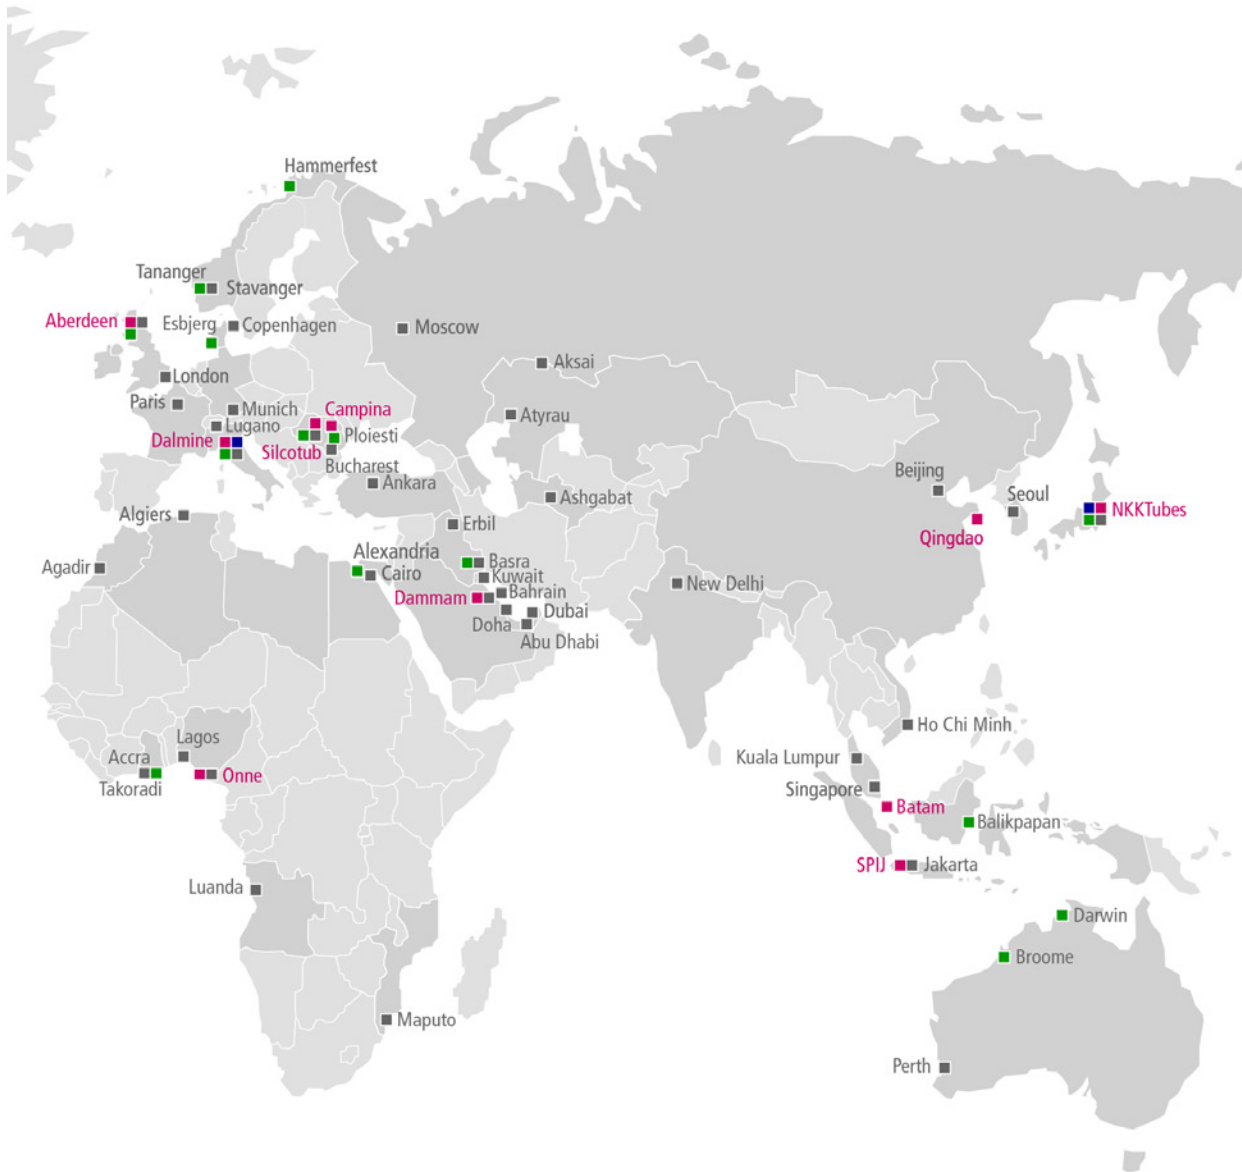 Hammerfest
Tananger
Stavanger
Aberdeen
Esbjerg
Copenhagen
Moscow
Aksai
London
Paris
Munich
Campina
Atyrau
Lugano
Dalmine
Ploiesti
Silcotub
Bucharest
Beijing
Ankara
Ashgabat
Seoul
NKKTubes
Algiers
Erbil
Qingdao
Alexandria
Basra
Agadir
Cairo
Kuwait
New Delhi
Dammam
Bahrain
Dubai
Doha
Abu Dhabi
Ho Chi Minh
Lagos
Accra
Kuala Lumpur
Takoradi
Onne
Singapore
Batam
Balikpapan
SPIJ
Jakarta
Luanda
Darwin
Broome
Maputo
Perth